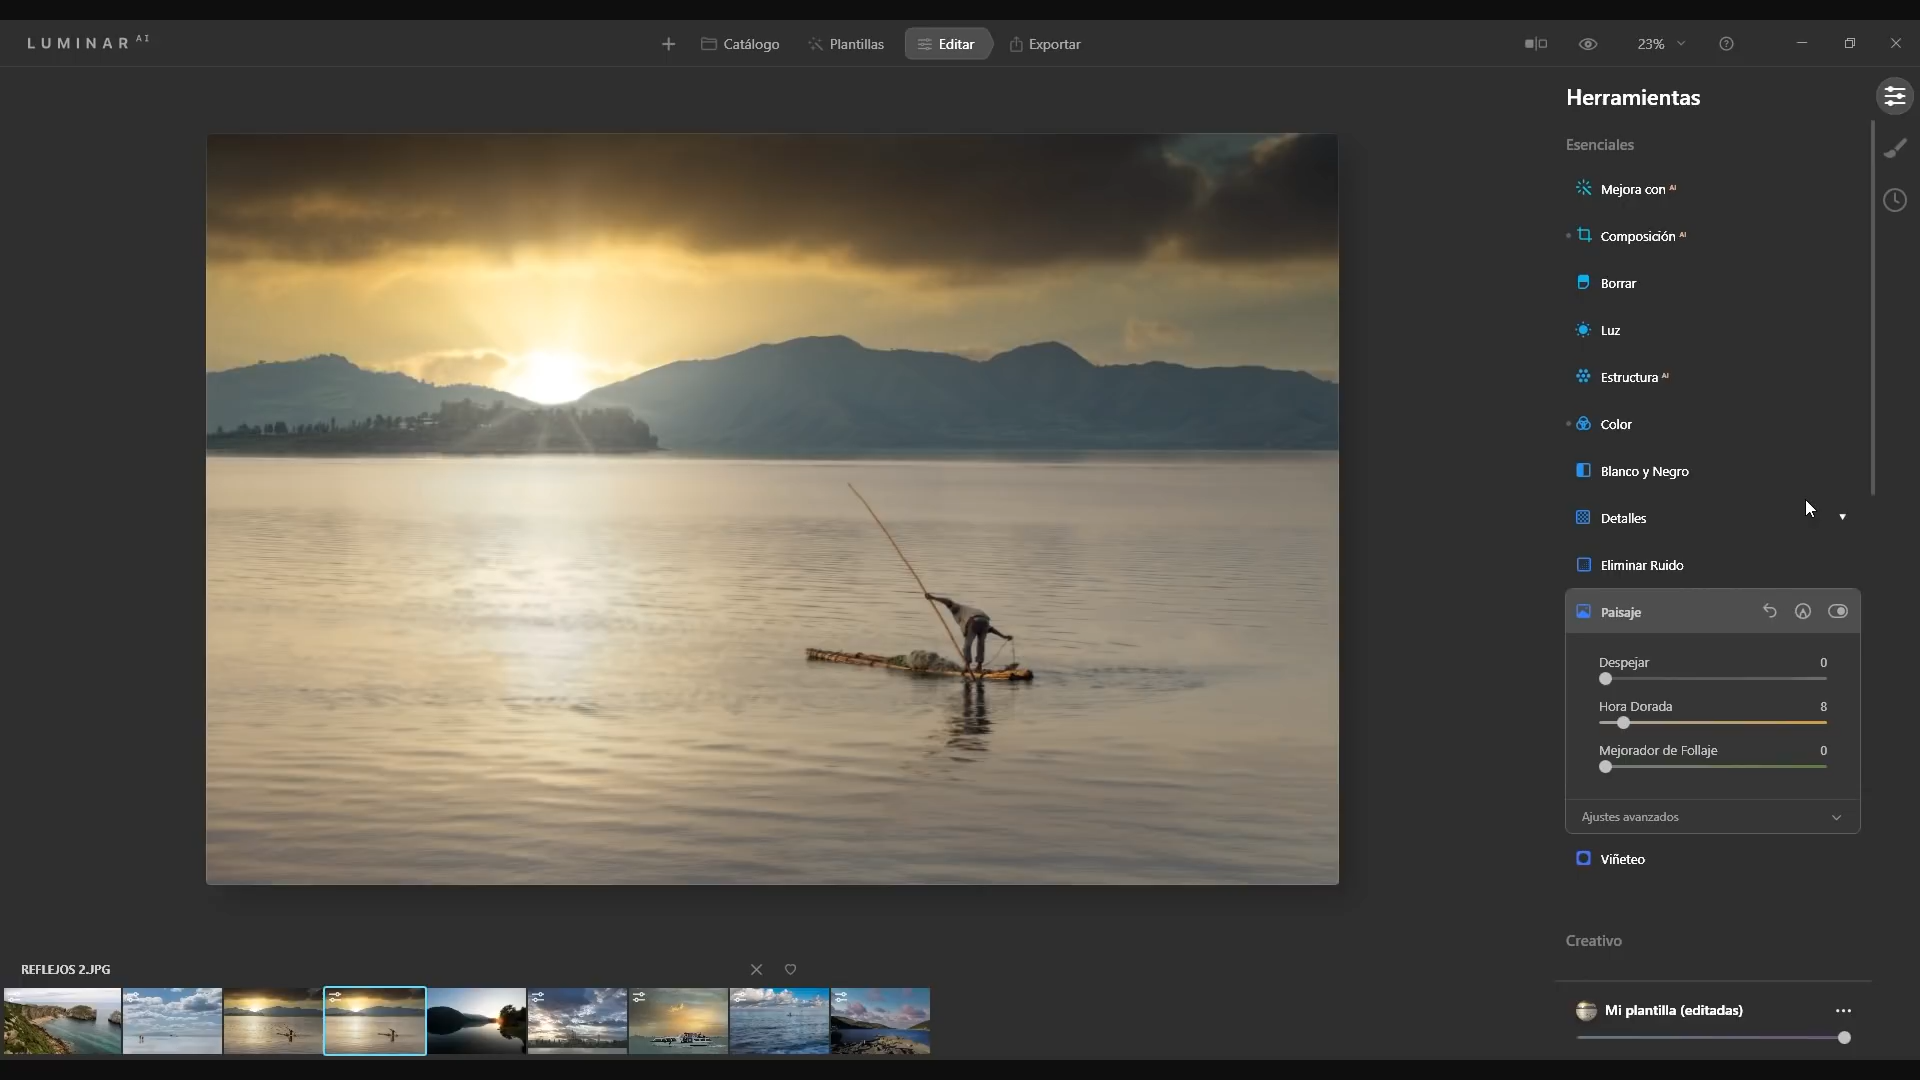 LUMINAR AI
Catálogo
Plantillas
Editar
Exportar
23%
Herramientas
Esenciales
Mejora con AI
Composición AI
Borrar
Luz
Estructura AI
Color
Blanco y Negro
Detalles
Eliminar Ruido
Paisaje
Despejar 0
Hora Dorada 8
Mejorador de Follaje 0
Ajustes avanzados
Viñeteo
Creativo
REFLEJOS 2.JPG
Mi plantilla (editadas)